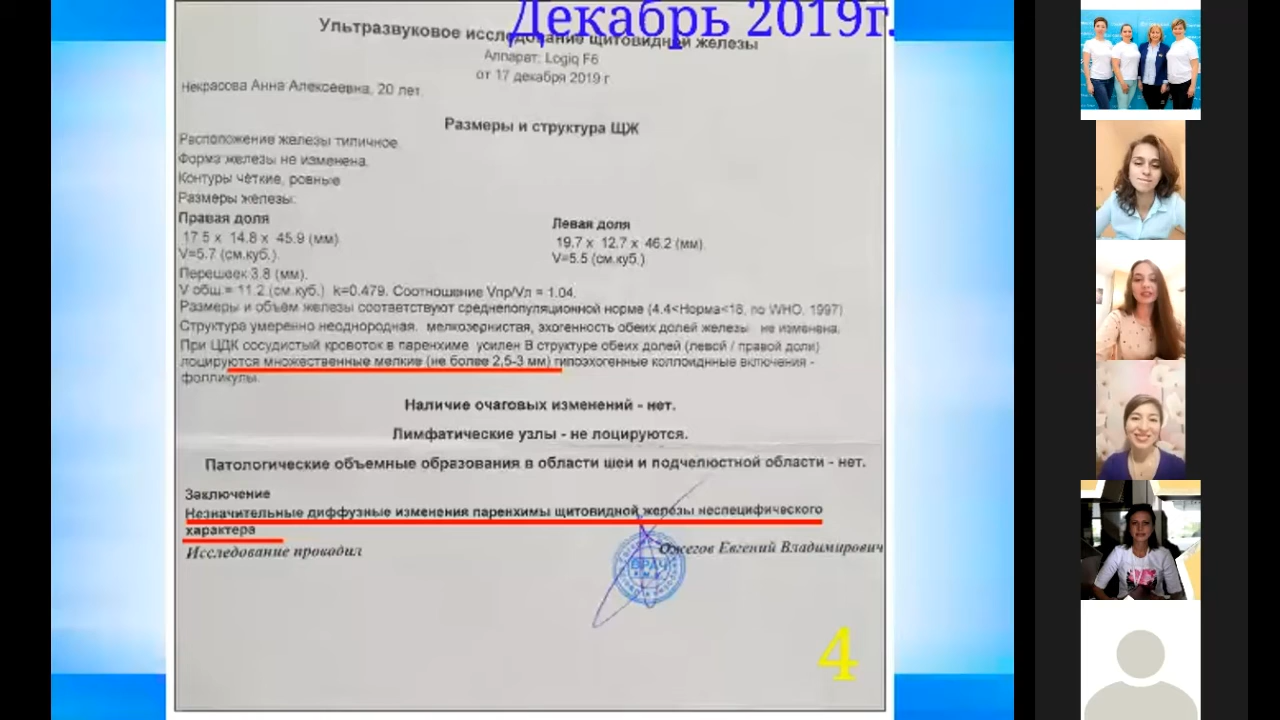 Декабрь 2019г.
Ультразвуковое исследование щитовидной железы
Аппарат: Logiq F6
от 17 декабря 2019 г
Некрасова Анна Алексеевна, 20 лет.
Размеры и структура ЩЖ
Расположение железы типичное.
Форма железы не изменена.
Контуры чёткие, ровные
Размеры железы:
Правая доля
Левая доля
17.5 х 14.8 х 45.9 (мм)
19.7 х 12.7 х 46.2 (мм).
V=5.7 (см.куб.).
V=5.5 (см.куб.)
Перешеек 3.8 (мм).
V общ = 11.2 (см.куб.) k=0.479. Соотношение Vпр/Vл = 1.04.
Размеры и объём железы соответствуют среднепопуляционной норме (4.4<Норма<18, по WHO, 1997)
Структура умеренно неоднородная, мелкозернистая, эхогенность обеих долей железы не изменена.
При ЦДК сосудистый кровоток в паренхиме усилен В структуре обеих долей (левой / правой доли)
лоцируются множественные мелкие (не более 2,5-3 мм) гипоэхогенные коллоидные включения -
фолликулы.
Наличие очаговых изменений - нет.
Лимфатические узлы - не лоцируются.
Патологические объемные образования в области шеи и подчелюстной области - нет.
Заключение
Незначительные диффузные изменения паренхимы щитовидной железы неспецифического
характера
Исследование проводил
Ожегов Евгений Владимирович
ВРАЧ
4